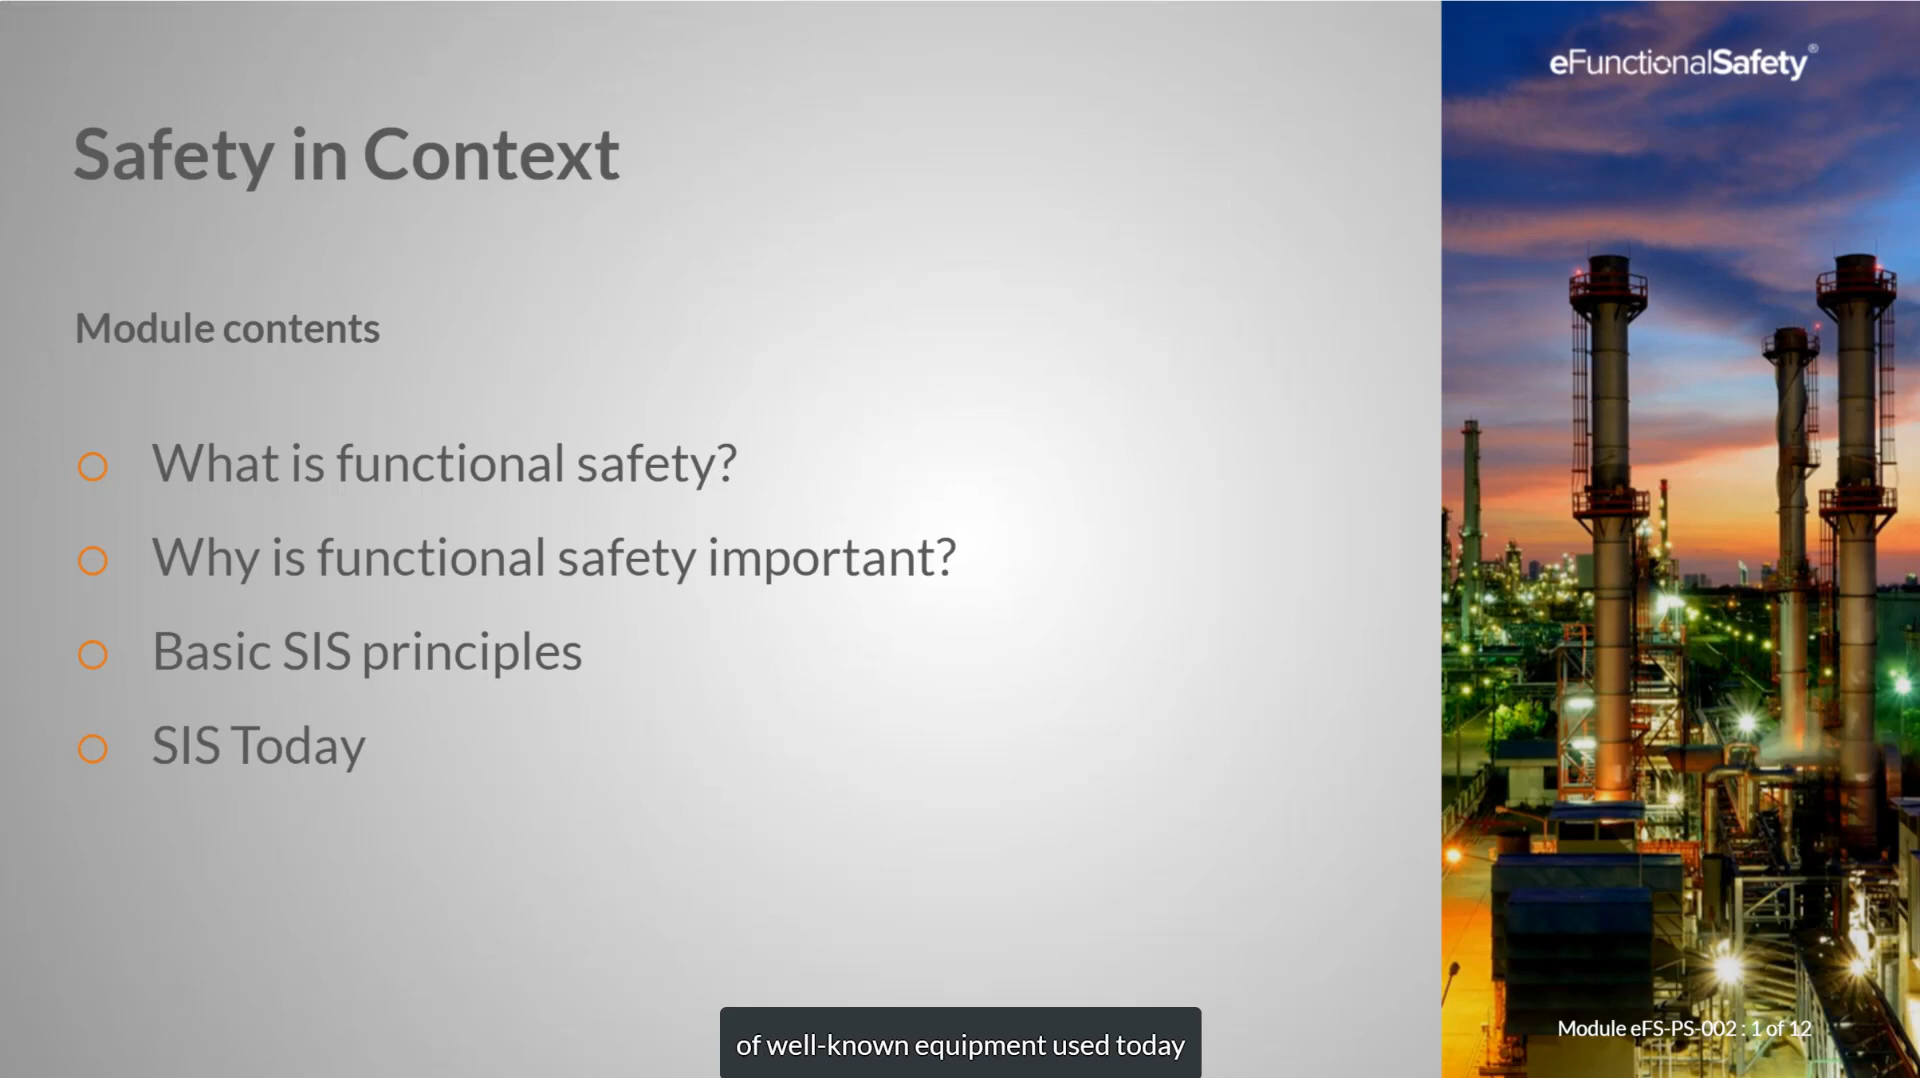 eFunctionalSafety®
Safety in Context
Module contents
What is functional safety?
Why is functional safety important?
Basic SIS principles
SIS Today
of well-known equipment used today
Module eFS-PS-002 : 1 of 12